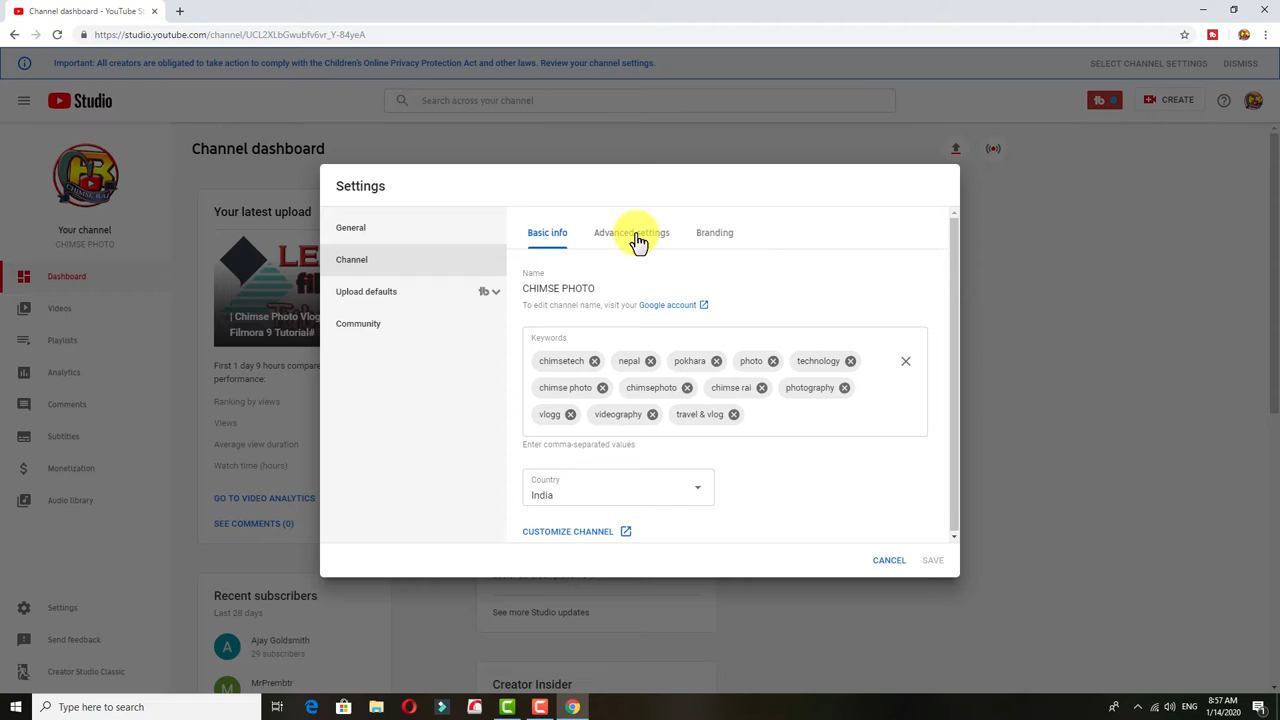 Channel dashboard - YouTube St
https://studio.youtube.com/channel/UCL2XLbGwubfv6vr_Y-84yeA
Important: All creators are obligated to take action to comply with the Children's Online Privacy Protection Act and other laws. Review your channel settings.
SELECT CHANNEL SETTINGS
DISMISS
Studio
Search across your channel
CREATE
CHIMSE RAI
Your channel
CHIMSE PHOTO
Dashboard
Videos
Playlists
Analytics
Comments
Subtitles
Monetization
Audio library
Settings
Send feedback
Creator Studio Classic
Channel dashboard
Your latest upload
| Chimse Photo Vlog
Filmora 9 Tutorial#
First 1 day 9 hours compare
performance:
Ranking by views
Views
Average view duration
Watch time (hours)
GO TO VIDEO ANALYTICS
SEE COMMENTS (0)
Recent subscribers
Last 28 days
A
Ajay Goldsmith
29 subscribers
M
MrPrembtr
See more Studio updates
Creator Insider
Settings
General
Channel
Upload defaults
Community
Basic info
Advanced settings
Branding
Name
CHIMSE PHOTO
To edit channel name, visit your Google account
Keywords
chimsetech nepal pokhara photo technology
chimse photo chimsephoto chimse rai photography
vlogg videography travel & vlog
Enter comma-separated values
Country
India
CUSTOMIZE CHANNEL
CANCEL
SAVE
Type here to search
ENG
8:57 AM
1/14/2020